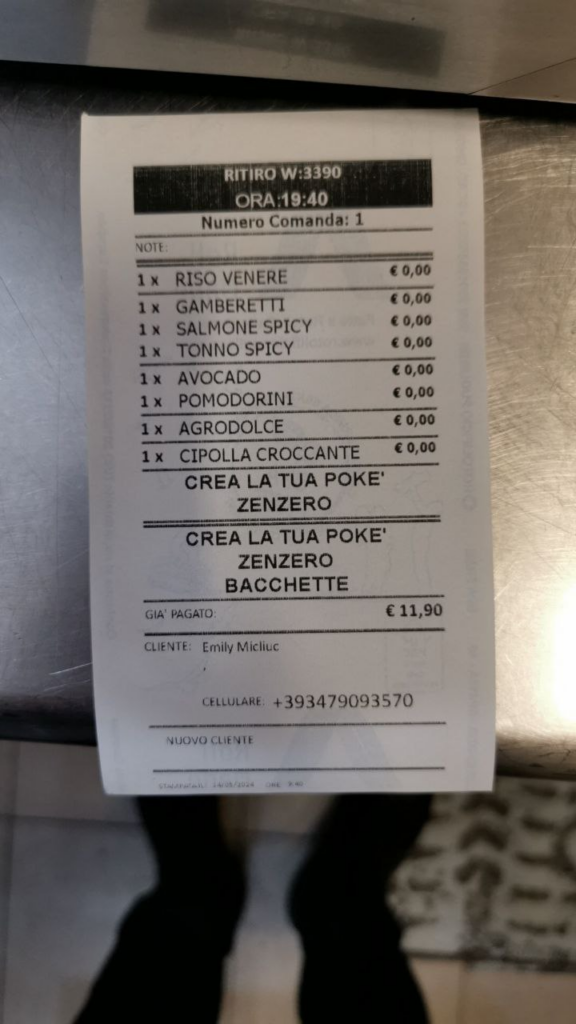 RITIRO W:3390
ORA:19:40
Numero Comanda: 1
NOTE:
1 x RISO VENERE € 0,00
1 x GAMBERETTI € 0,00
1 x SALMONE SPICY € 0,00
1 x TONNO SPICY € 0,00
1 x AVOCADO € 0,00
1 x POMODORINI € 0,00
1 x AGRODOLCE € 0,00
1 x CIPOLLA CROCCANTE € 0,00
CREA LA TUA POKE'
ZENZERO
CREA LA TUA POKE'
ZENZERO
BACCHETTE
GIA' PAGATO: € 11,90
CLIENTE: Emily Micliuc
,
CELLULARE: +393479093570
NUOVO CLIENTE